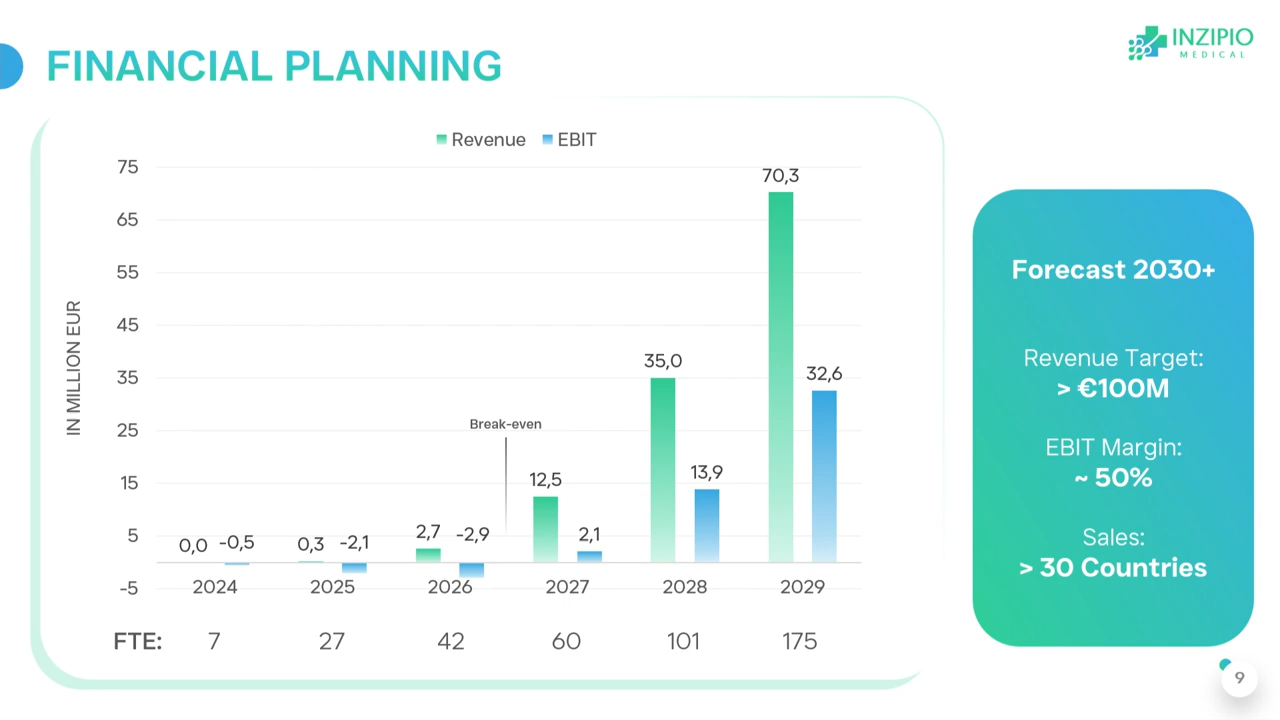 FINANCIAL PLANNING
INZIPIO
MEDICAL
Revenue EBIT
IN MILLION EUR
75
65
55
45
35
25
15
5
-5
0,0 -0,5
0,3 -2,1
2,7 -2,9
Break-even
12,5 2,1
35,0 13,9
70,3 32,6
2024 2025 2026 2027 2028 2029
FTE: 7 27 42 60 101 175
Forecast 2030+
Revenue Target:
> €100M
EBIT Margin:
~ 50%
Sales:
> 30 Countries
9